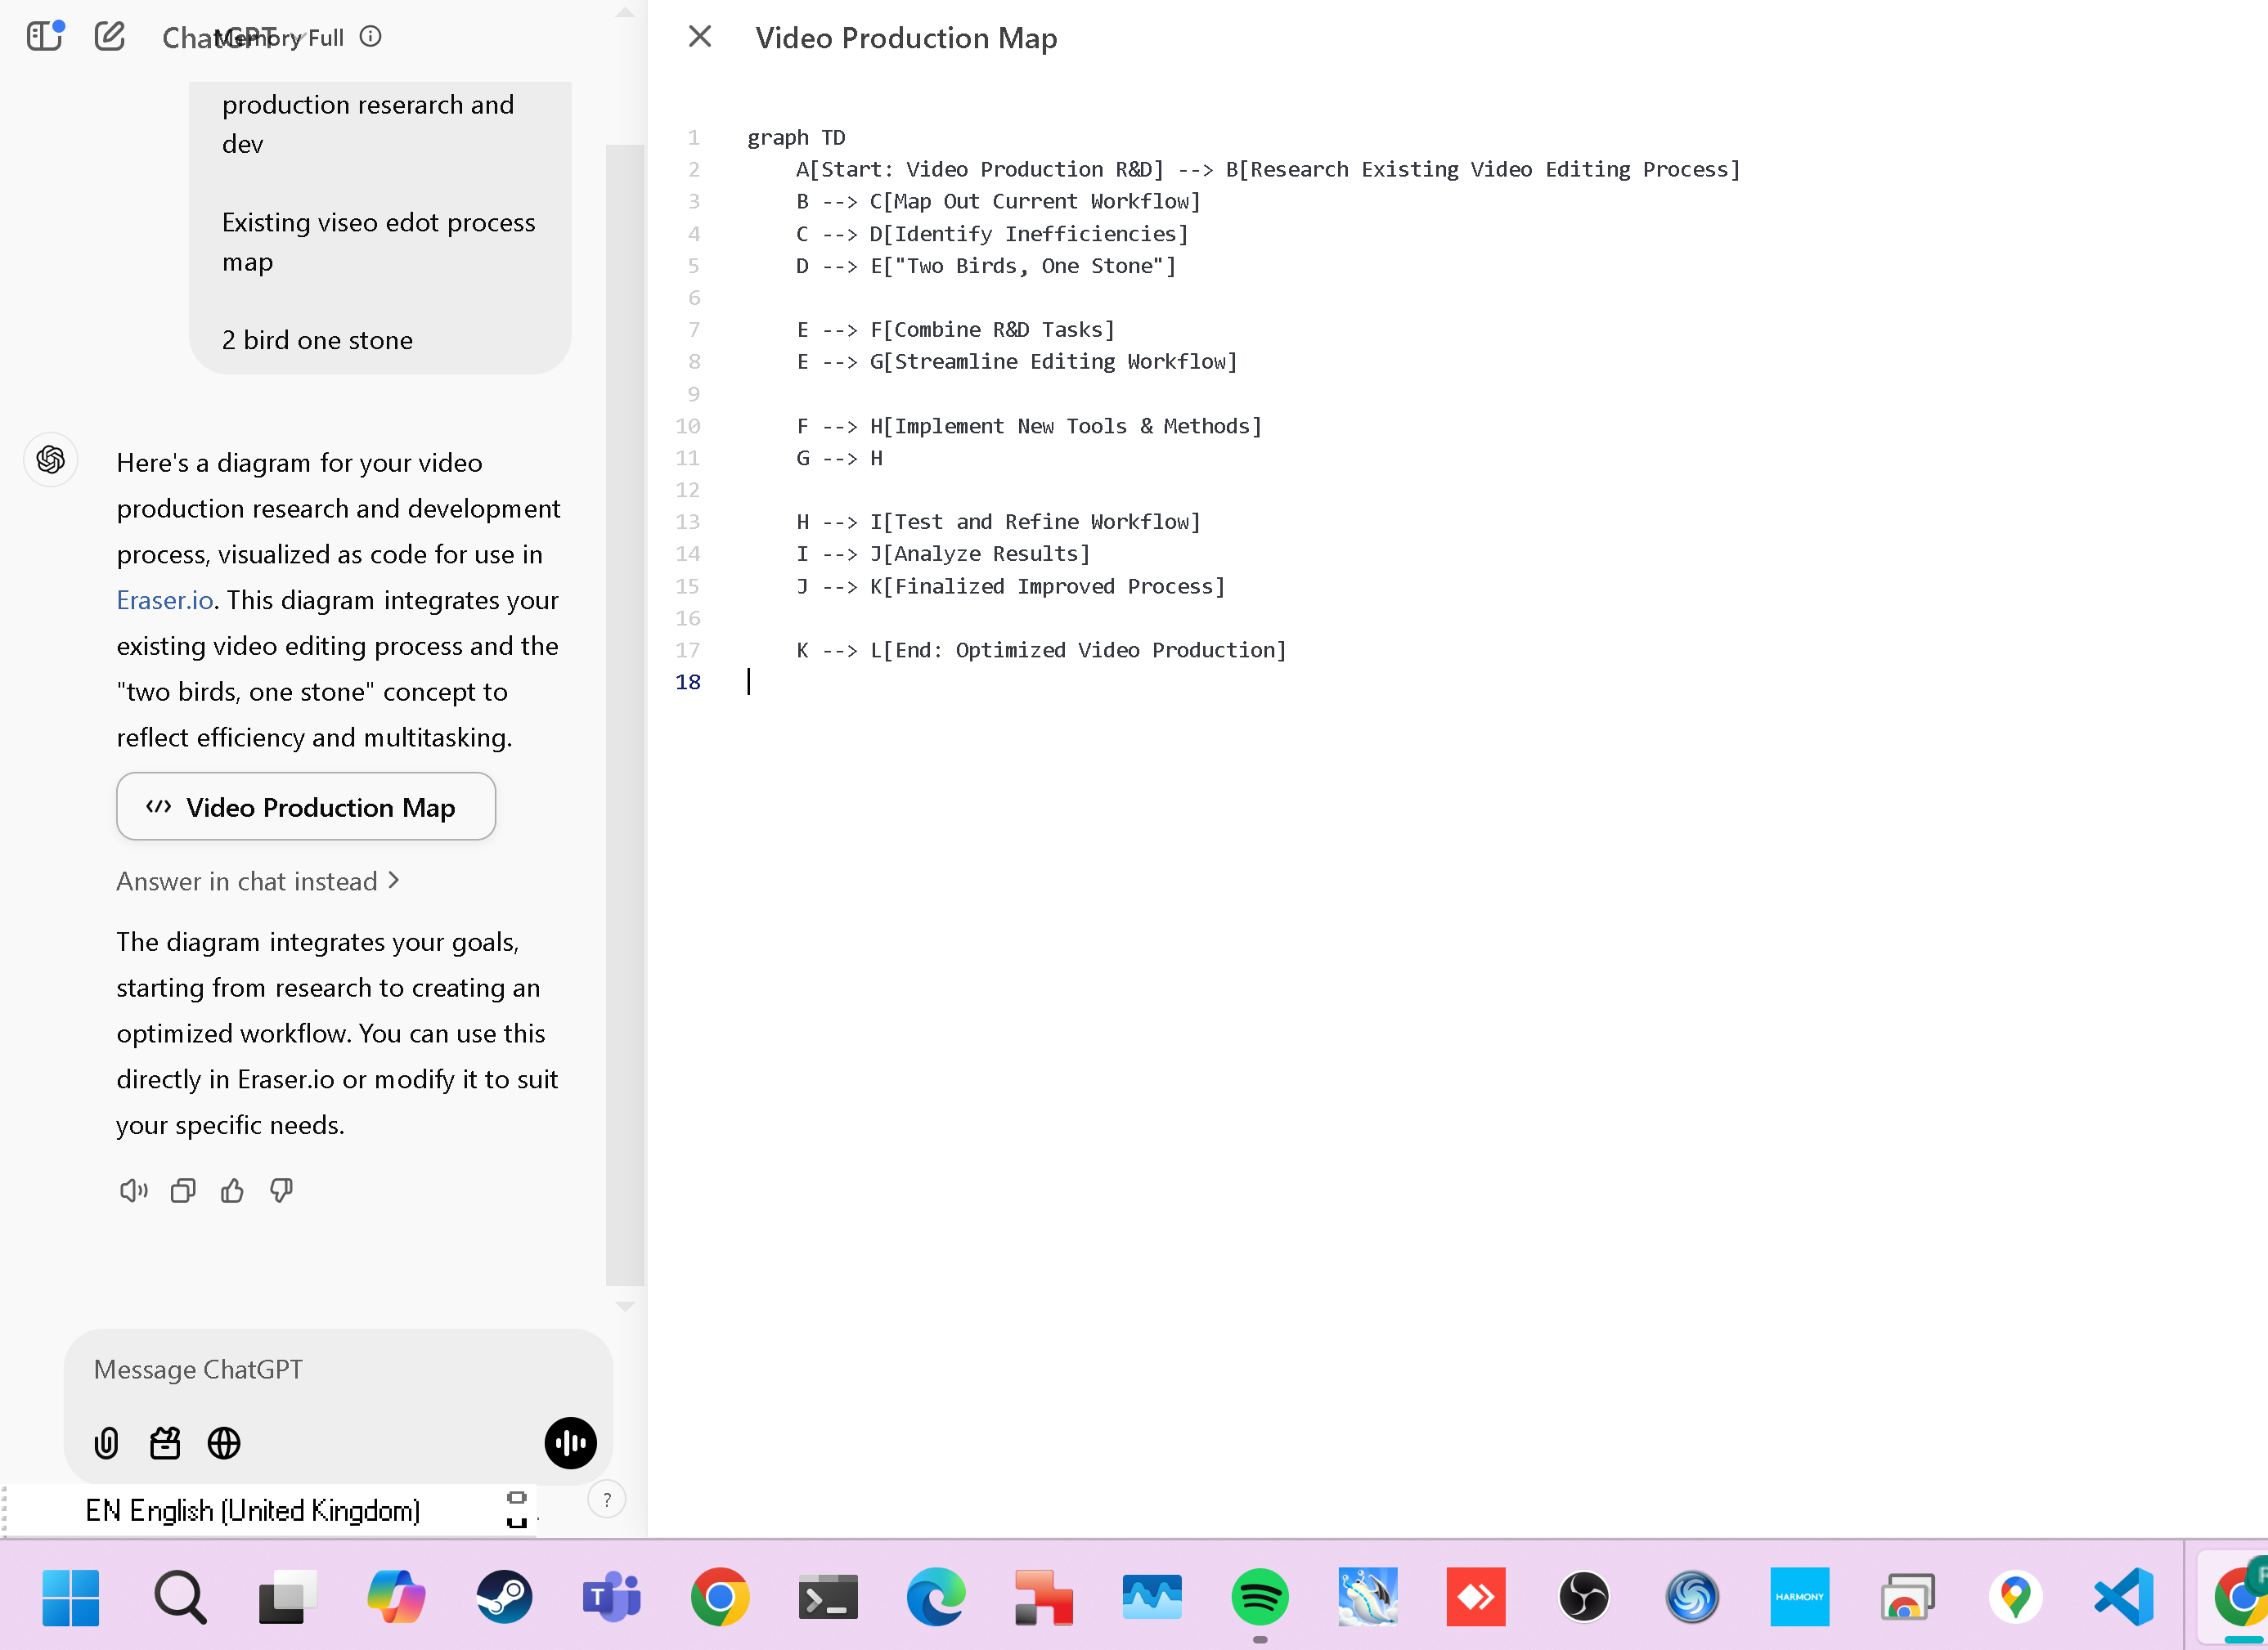 ChatGPT
Memory Full
production reserarch and
dev
Existing viseo edot process
map
2 bird one stone
Here's a diagram for your video
production research and development
process, visualized as code for use in
Eraser.io. This diagram integrates your
existing video editing process and the
"two birds, one stone" concept to
reflect efficiency and multitasking.
Video Production Map
Answer in chat instead
The diagram integrates your goals,
starting from research to creating an
optimized workflow. You can use this
directly in Eraser.io or modify it to suit
your specific needs.
Message ChatGPT
EN English (United Kingdom)
?
Video Production Map
1 graph TD
2 A[Start: Video Production R&D] --> B[Research Existing Video Editing Process]
3 B --> C[Map Out Current Workflow]
4 C --> D[Identify Inefficiencies]
5 D --> E["Two Birds, One Stone"]
6
7 E --> F[Combine R&D Tasks]
8 E --> G[Streamline Editing Workflow]
9
10 F --> H[Implement New Tools & Methods]
11 G --> H
12
13 H --> I[Test and Refine Workflow]
14 I --> J[Analyze Results]
15 J --> K[Finalized Improved Process]
16
17 K --> L[End: Optimized Video Production]
18
T
HARMONY